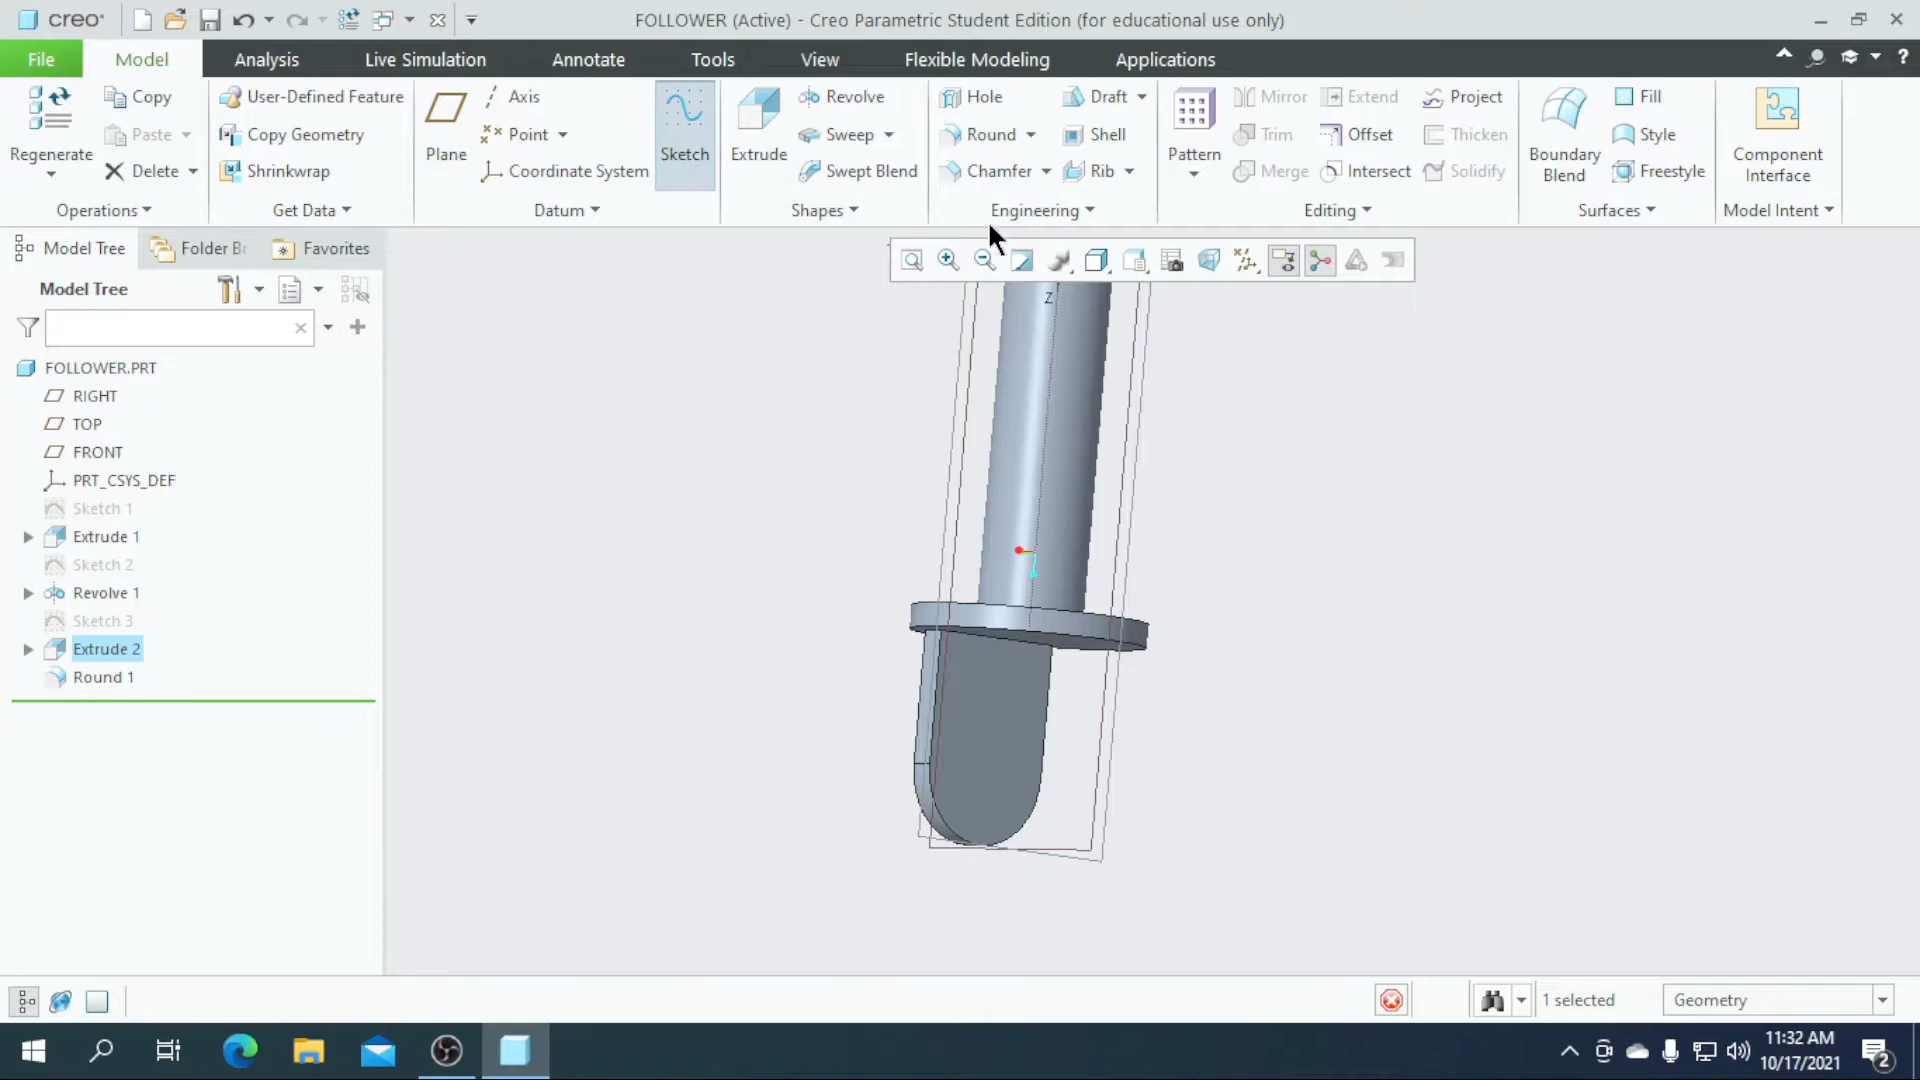 creo®
FOLLOWER (Active) - Creo Parametric Student Edition (for educational use only)
File
Model
Analysis
Live Simulation
Annotate
Tools
View
Flexible Modeling
Applications
?
Regenerate
Copy
Paste
Delete
Operations
User-Defined Feature
Copy Geometry
Shrinkwrap
Get Data
Plane
Axis
Point
Coordinate System
Datum
Sketch
Extrude
Revolve
Sweep
Swept Blend
Shapes
Hole
Round
Chamfer
Draft
Shell
Rib
Engineering
Pattern
Mirror
Extend
Project
Trim
Offset
Thicken
Merge
Intersect
Solidify
Editing
Boundary
Blend
Fill
Style
Freestyle
Surfaces
Component
Interface
Model Intent
Model Tree
Folder Br
Favorites
Model Tree
FOLLOWER.PRT
RIGHT
TOP
FRONT
PRT_CSYS_DEF
Sketch 1
Extrude 1
Sketch 2
Revolve 1
Sketch 3
Extrude 2
Round 1
Z
1 selected
Geometry
11:32 AM
10/17/2021
2